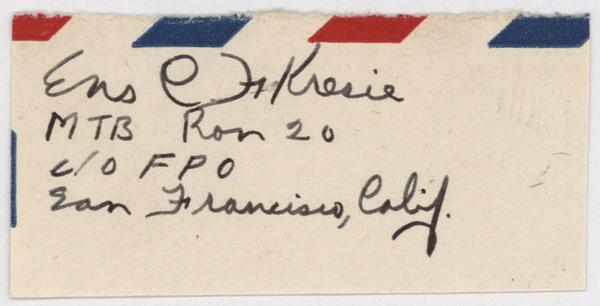 Ens C F Kresie
MTB Ron 20
c/o FPO
San Francisco, Calif.